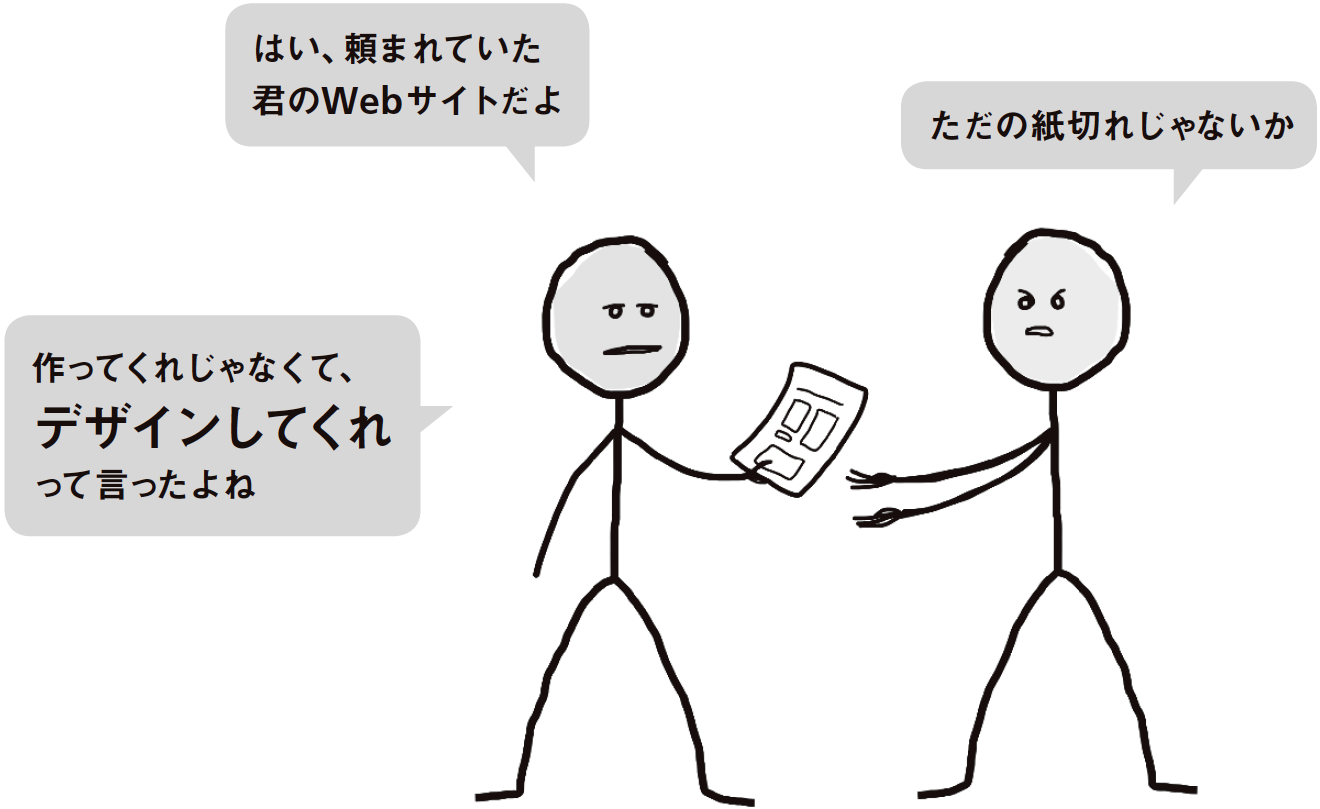 はい、頼まれていた
君のWebサイトだよ
ただの紙切れじゃないか
作ってくれじゃなくて、
デザインしてくれ
って言ったよね